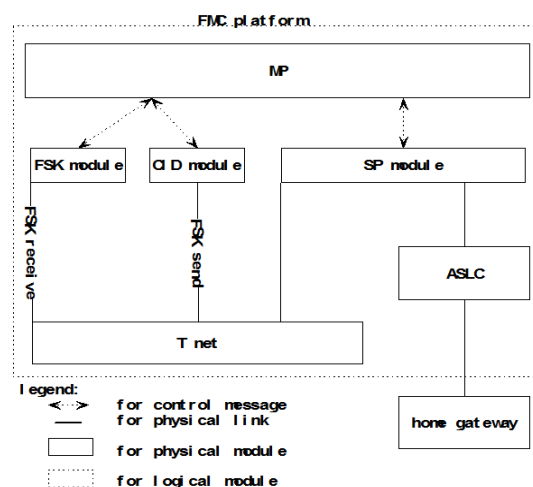 FMC platform
MP
FSK module
CID module
SP module
FSK receive
FSK send
ASLC
T net
legend:
for control message
for physical link
for physical module
for logical module
home gateway